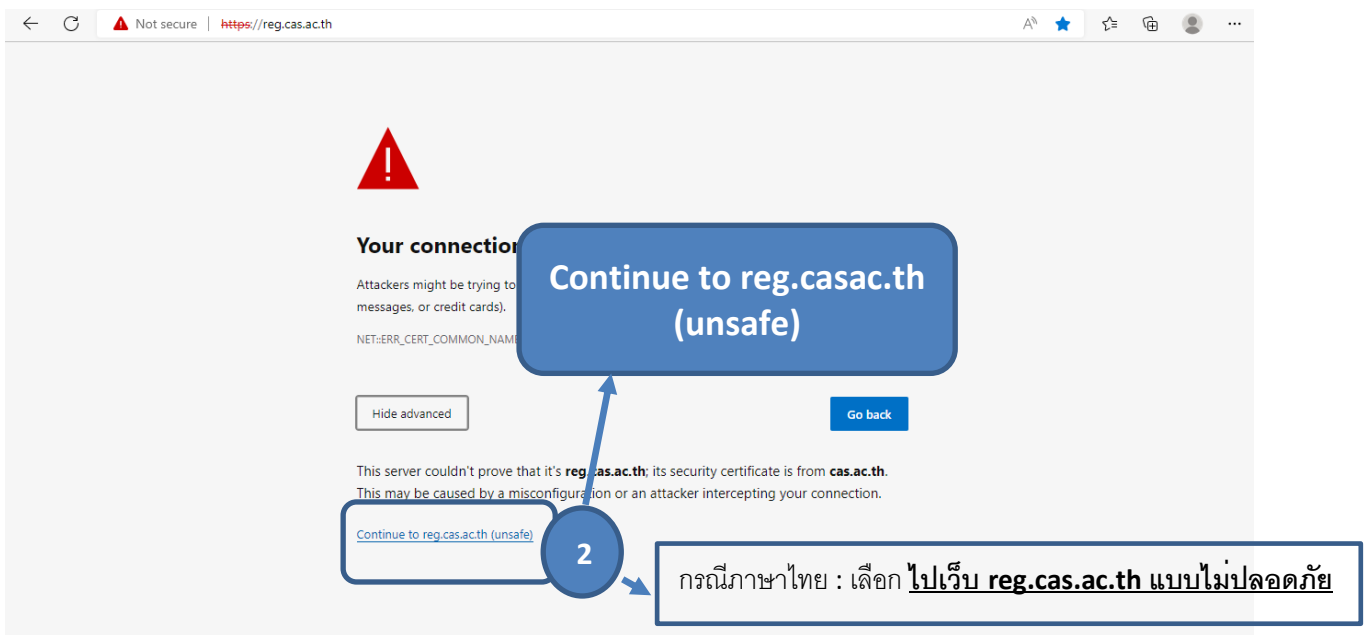 Not secure | https://reg.cas.ac.th
Your connection
Attackers might be trying to
messages, or credit cards).
NET::ERR_CERT_COMMON_NAME
Continue to reg.casac.th
(unsafe)
Hide advanced
Go back
This server couldn't prove that it's reg.cas.ac.th; its security certificate is from cas.ac.th.
This may be caused by a misconfiguration or an attacker intercepting your connection.
Continue to reg.cas.ac.th (unsafe)
2
กรณีภาษาไทย : เลือก ไปเว็บ reg.cas.ac.th แบบไม่ปลอดภัย